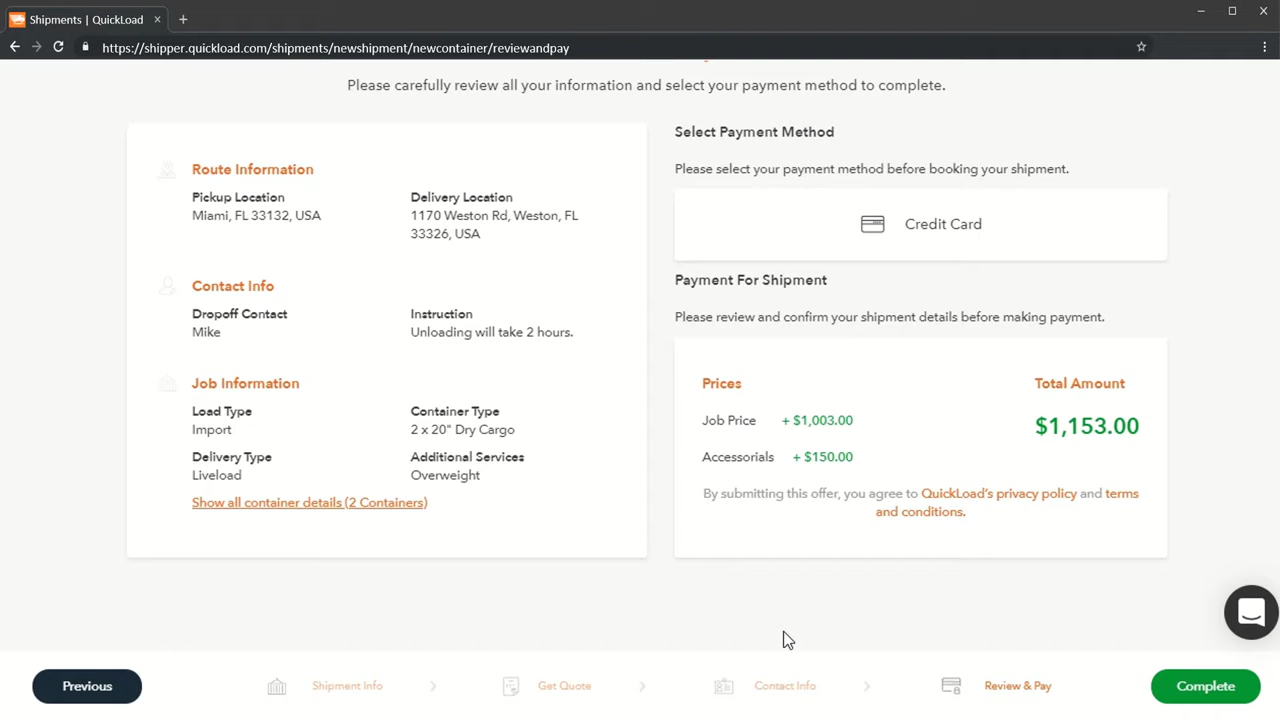 Shipments | QuickLoad
https://shipper.quickload.com/shipments/newshipment/newcontainer/reviewandpay
Please carefully review all your information and select your payment method to complete.
Route Information
Pickup Location
Miami, FL 33132, USA
Delivery Location
1170 Weston Rd, Weston, FL
33326, USA
Contact Info
Dropoff Contact
Mike
Instruction
Unloading will take 2 hours.
Job Information
Load Type
Import
Container Type
2 x 20" Dry Cargo
Delivery Type
Liveload
Additional Services
Overweight
Show all container details (2 Containers)
Select Payment Method
Please select your payment method before booking your shipment.
Credit Card
Payment For Shipment
Please review and confirm your shipment details before making payment.
Prices
Total Amount
Job Price + $1,003.00
$1,153.00
Accessorials + $150.00
By submitting this offer, you agree to QuickLoad's privacy policy and terms
and conditions.
Previous
Shipment Info
Get Quote
Contact Info
Review & Pay
Complete